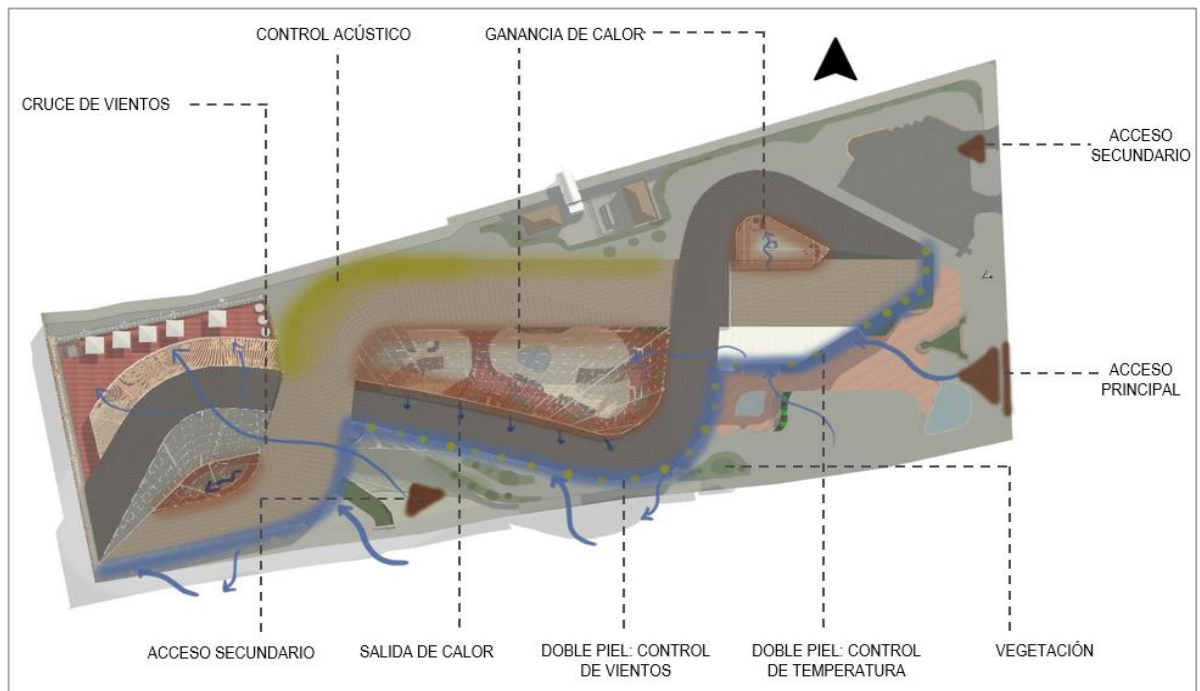 CONTROL ACÚSTICO
GANANCIA DE CALOR
CRUCE DE VIENTOS
ACCESO
SECUNDARIO
ACCESO
PRINCIPAL
ACCESO SECUNDARIO
SALIDA DE CALOR
DOBLE PIEL: CONTROL
DE VIENTOS
DOBLE PIEL: CONTROL
DE TEMPERATURA
VEGETACIÓN